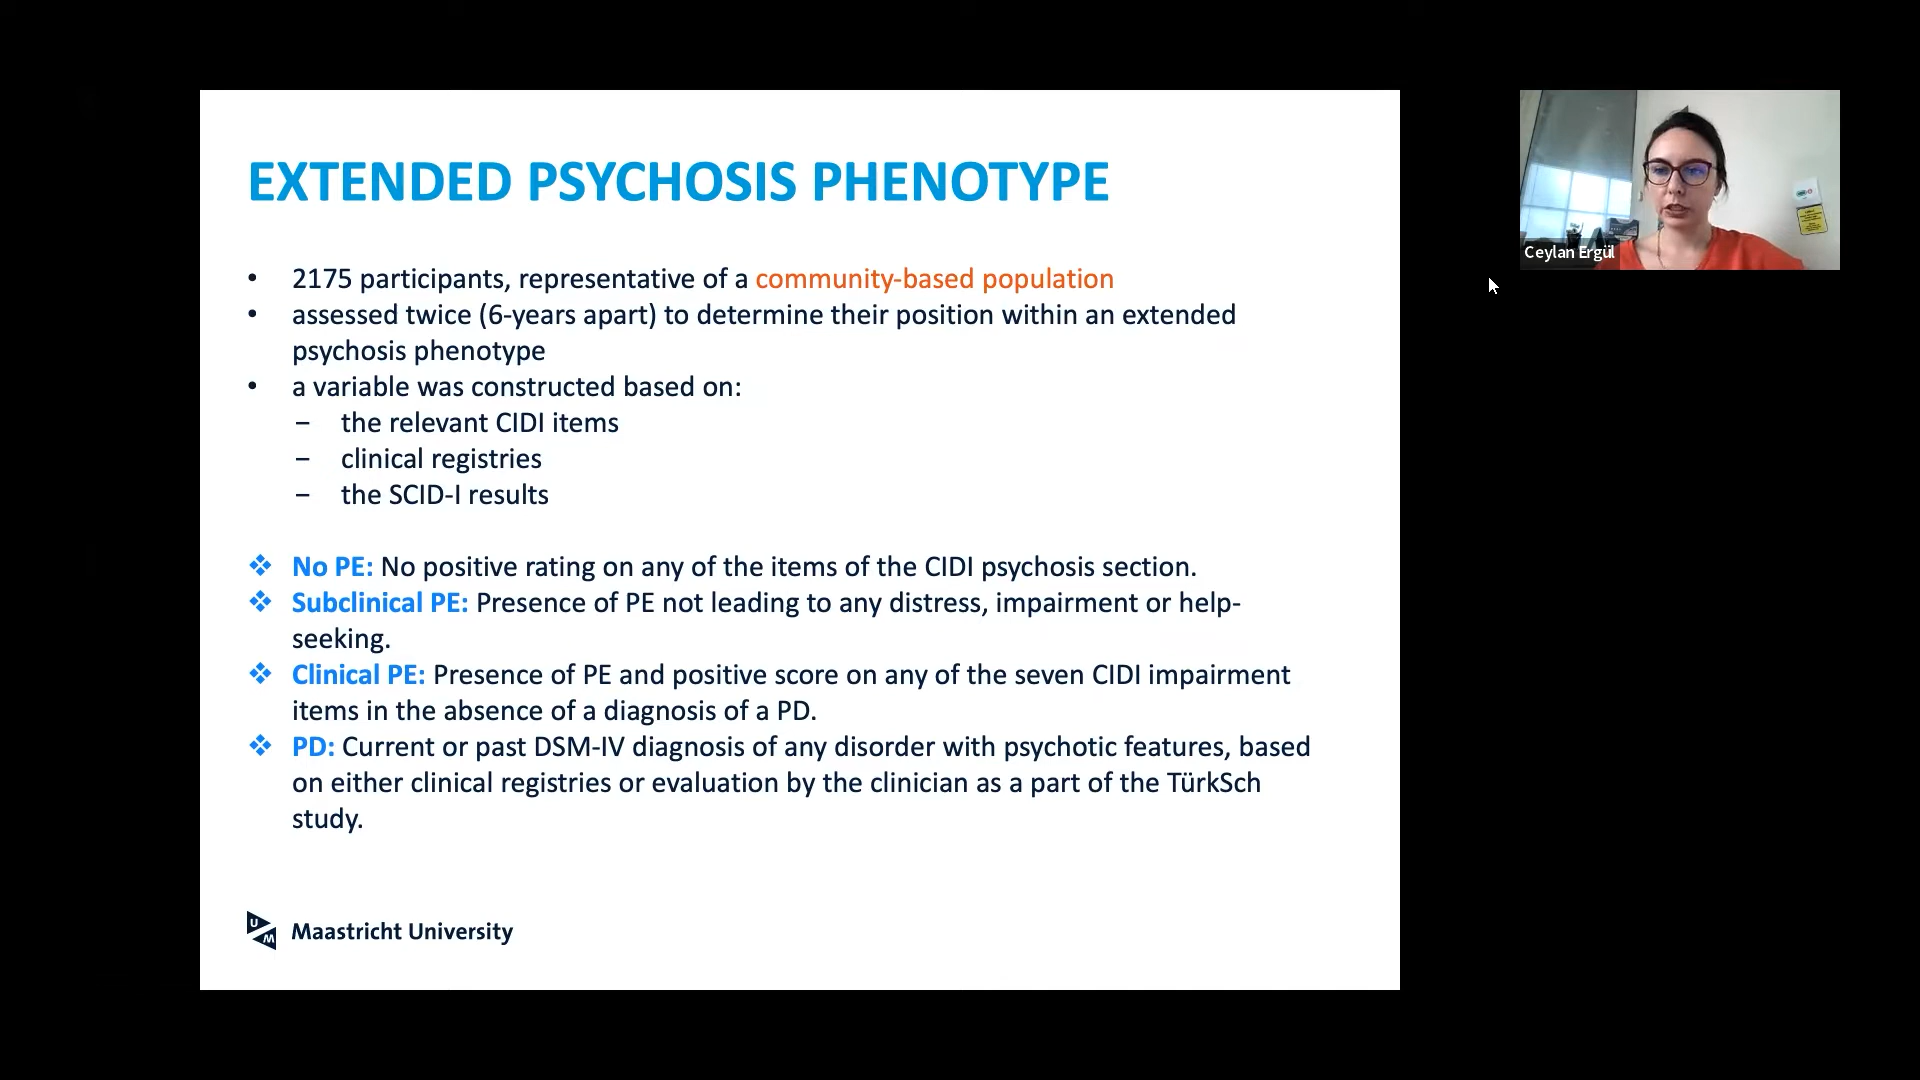 EXTENDED PSYCHOSIS PHENOTYPE
• 2175 participants, representative of a community-based population
• assessed twice (6-years apart) to determine their position within an extended
psychosis phenotype
• a variable was constructed based on:
– the relevant CIDI items
– clinical registries
– the SCID-I results
❖ No PE: No positive rating on any of the items of the CIDI psychosis section.
❖ Subclinical PE: Presence of PE not leading to any distress, impairment or help-
seeking.
❖ Clinical PE: Presence of PE and positive score on any of the seven CIDI impairment
items in the absence of a diagnosis of a PD.
❖ PD: Current or past DSM-IV diagnosis of any disorder with psychotic features, based
on either clinical registries or evaluation by the clinician as a part of the TürkSch
study.
UM Maastricht University
Ceylan Ergül